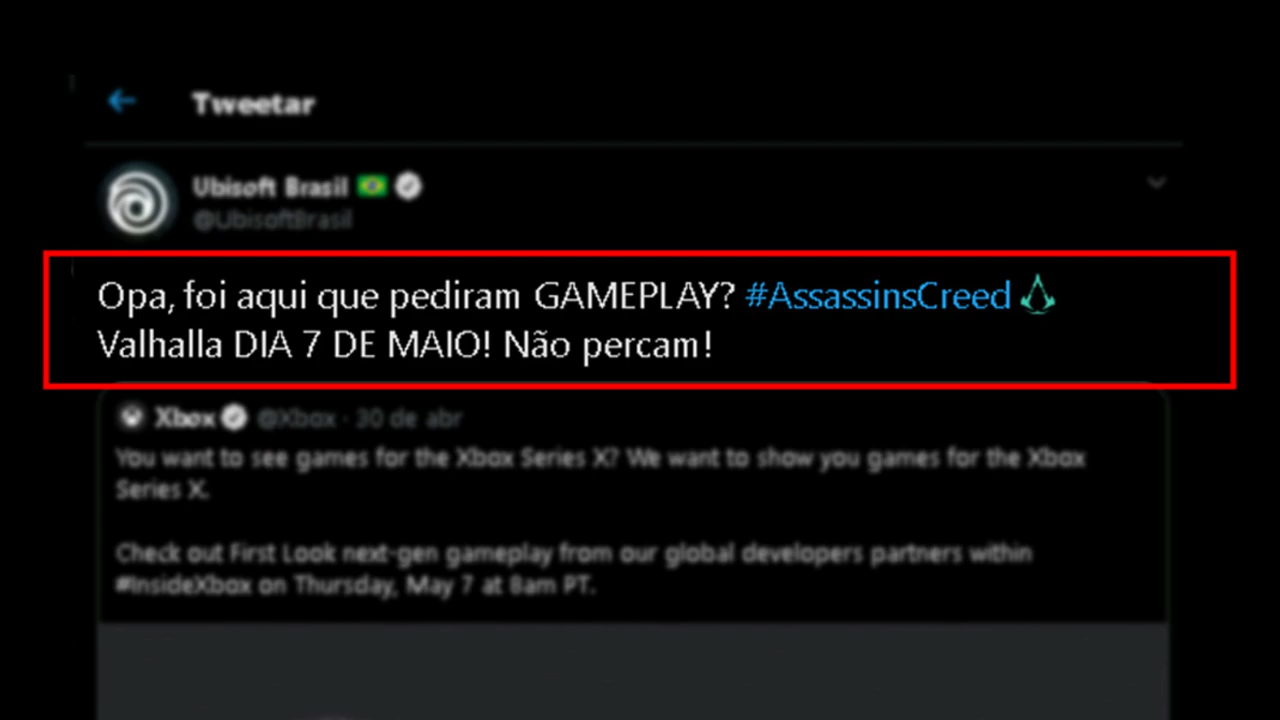 Tweetar
Ubisoft Brasil
@UbisoftBrasil
Opa, foi aqui que pediram GAMEPLAY? #AssassinsCreed
Valhalla DIA 7 DE MAIO! Não percam!
Xbox @Xbox · 30 de abr
You want to see games for the Xbox Series X? We want to show you games for the Xbox
Series X.
Check out First Look next-gen gameplay from our global developers partners within
#InsideXbox on Thursday, May 7 at 8am PT.